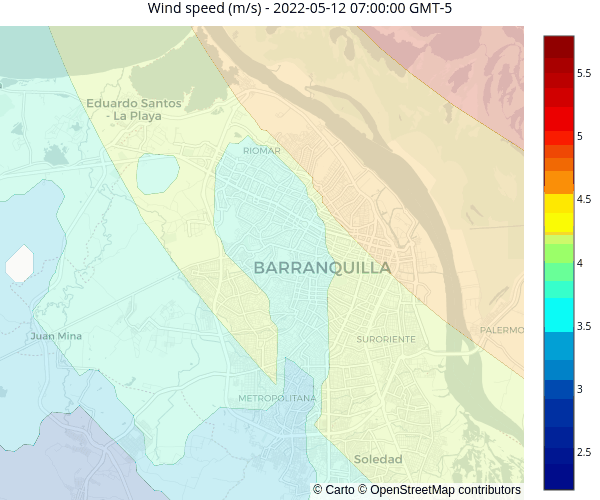 Wind speed (m/s) - 2022-05-12 07:00:00 GMT-5
Eduardo Santos
- La Playa
RIOMAR
BARRANQUILLA
Juan Mina
SURORIENTE
PALERMO
METROPOLITANA
Soledad
5.5
5
4.5
4
3.5
3
2.5
© Carto © OpenStreetMap contributors